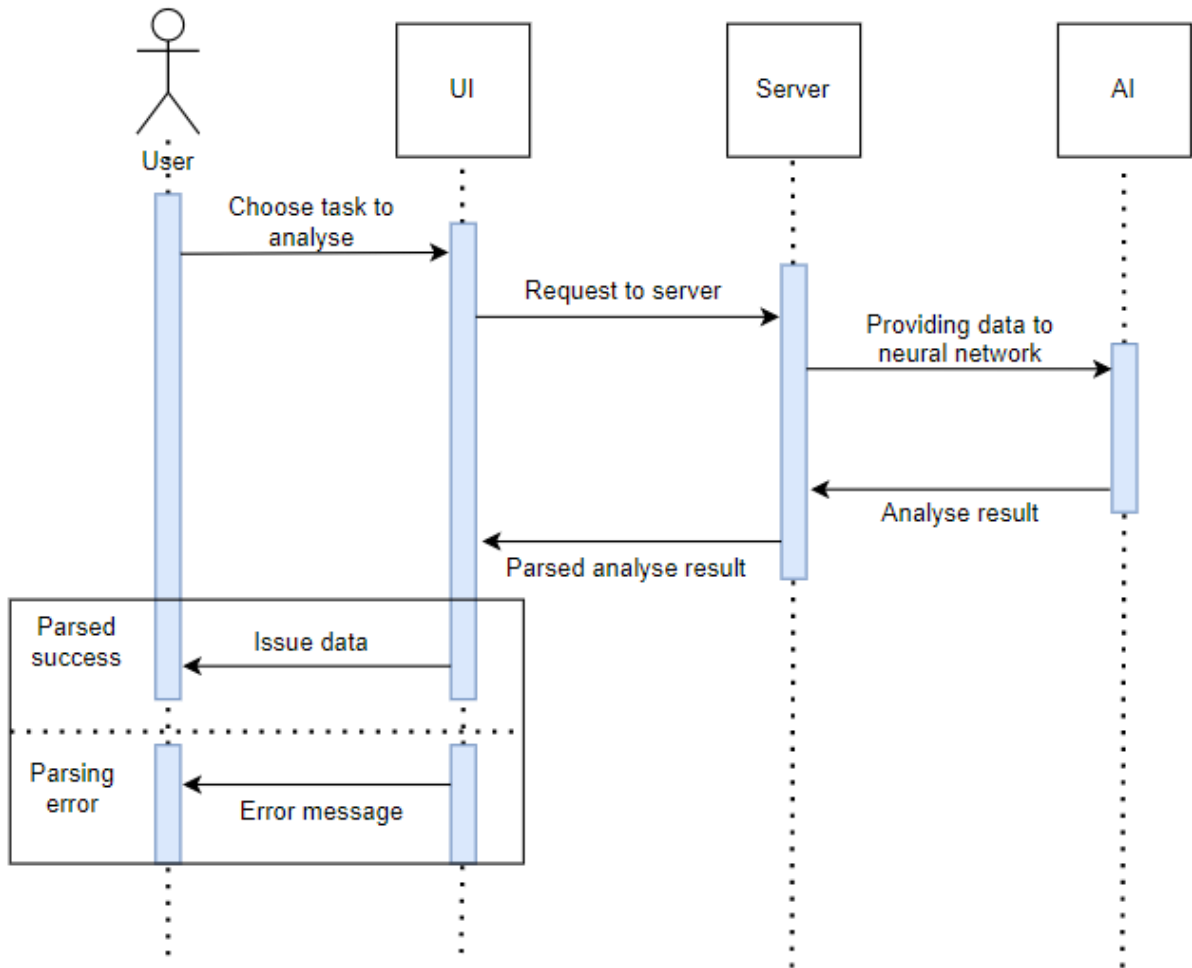 User
UI
Server
AI
Choose task to
analyse
Request to server
Providing data to
neural network
Analyse result
Parsed analyse result
Parsed
success
Issue data
Parsing
error
Error message